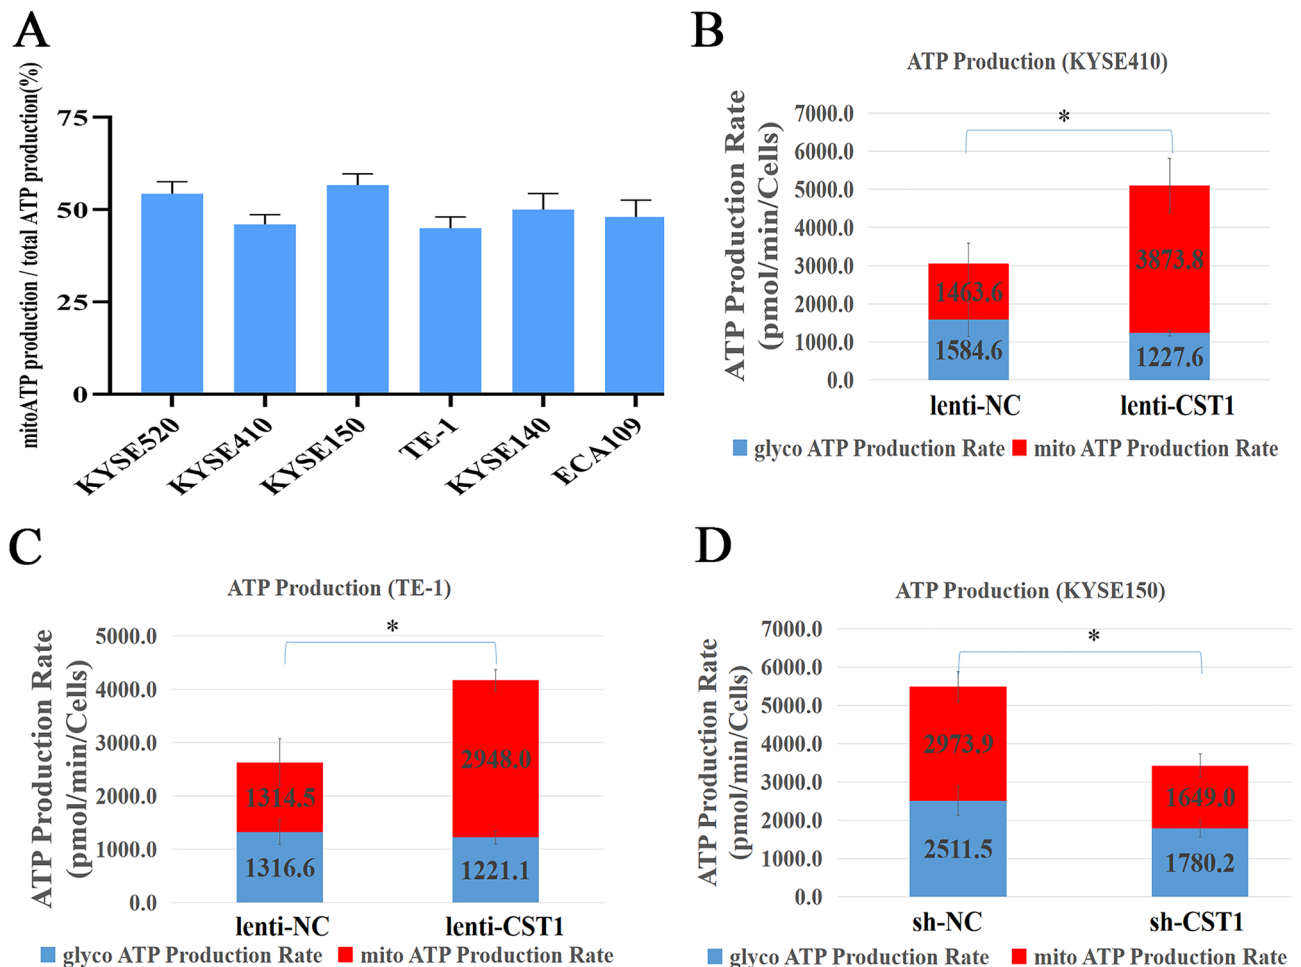 A
mitoATP production / total ATP production(%)
75
50
25
0
KYSE520
KYSE410
KYSE150
TE-1
KYSE140
ECA109
B
ATP Production (KYSE410)
ATP Production Rate
(pmol/min/Cells)
7000.0
6000.0
5000.0
4000.0
3000.0
2000.0
1000.0
0.0
*
1463.6
1584.6
3873.8
1227.6
lenti-NC
lenti-CST1
glyco ATP Production Rate
mito ATP Production Rate
C
ATP Production (TE-1)
ATP Production Rate
(pmol/min/Cells)
5000.0
4000.0
3000.0
2000.0
1000.0
0.0
*
1314.5
1316.6
2948.0
1221.1
lenti-NC
lenti-CST1
glyco ATP Production Rate
mito ATP Production Rate
D
ATP Production (KYSE150)
ATP Production Rate
(pmol/min/Cells)
7000.0
6000.0
5000.0
4000.0
3000.0
2000.0
1000.0
0.0
*
2973.9
2511.5
1649.0
1780.2
sh-NC
sh-CST1
glyco ATP Production Rate
mito ATP Production Rate